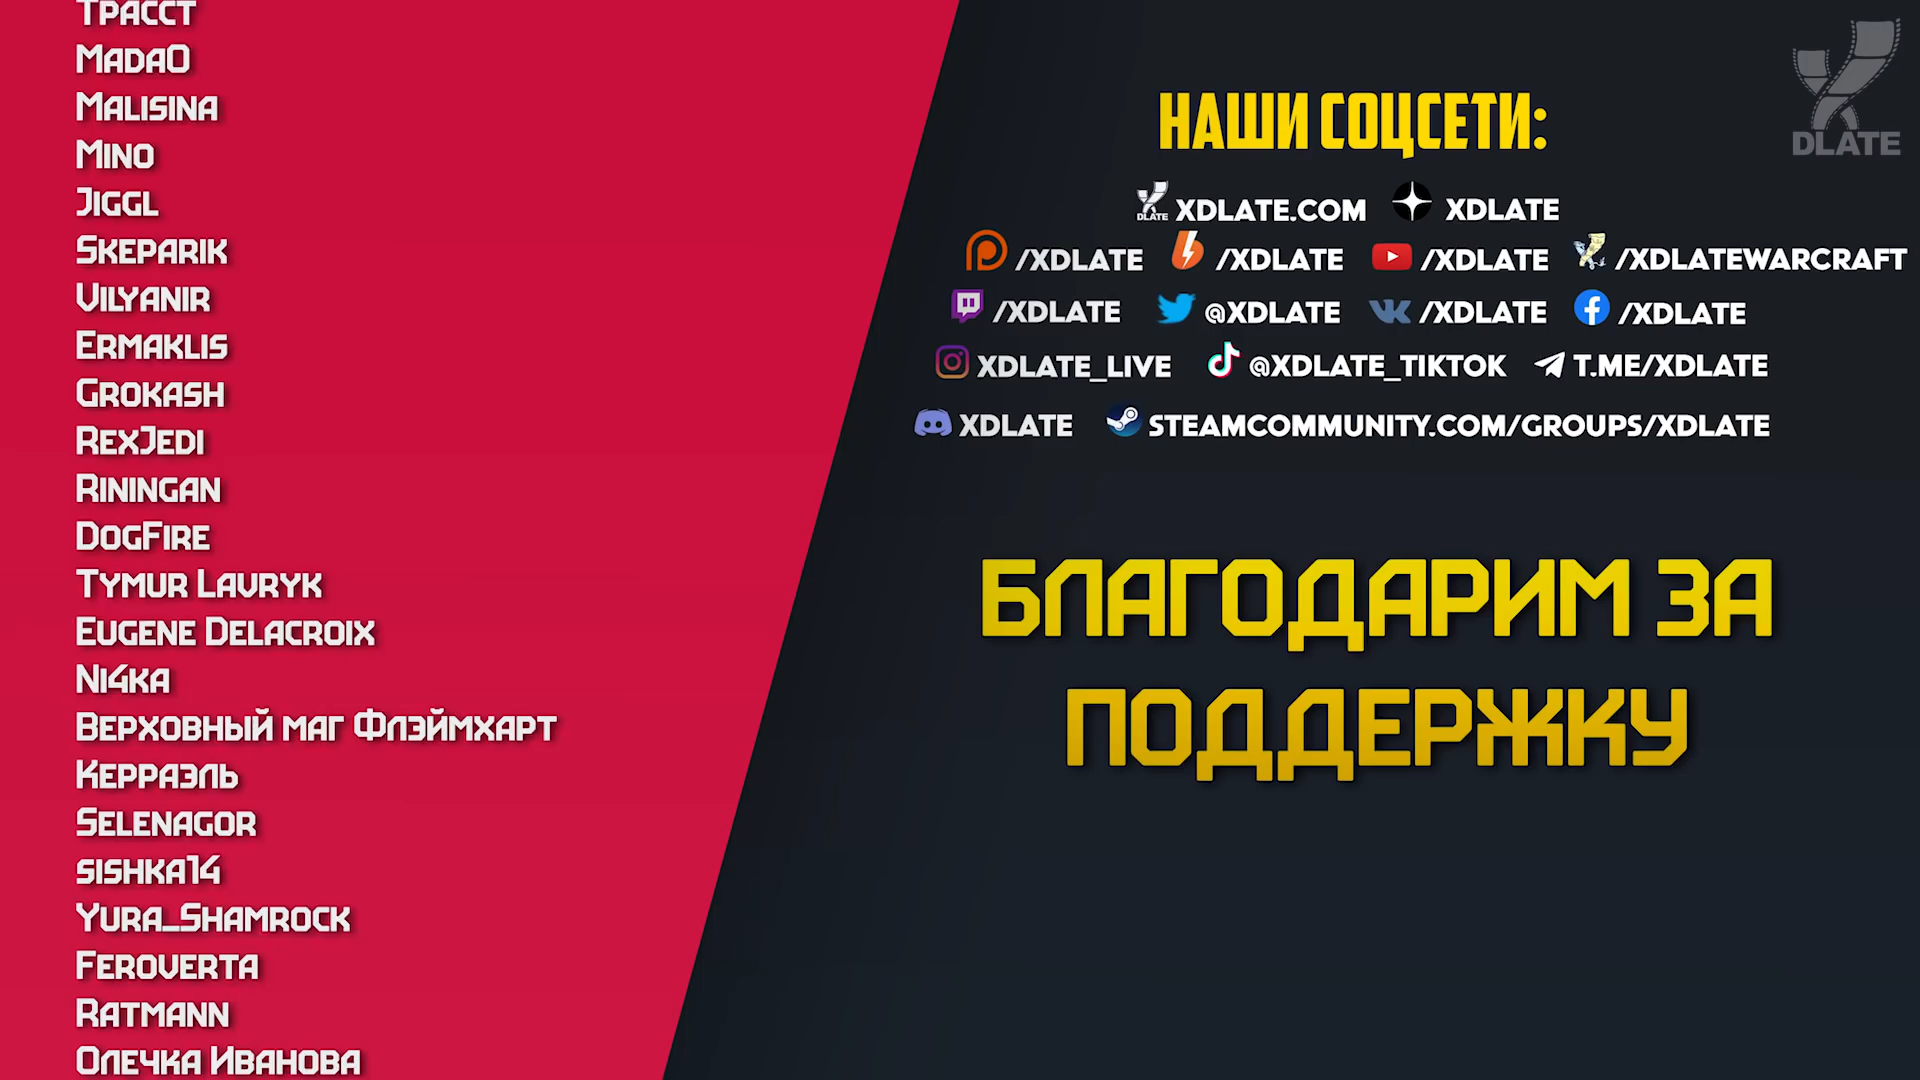 Трасст
MadaO
Malisina
Mino
Jiggl
Skeparik
Vilyanir
Ermaklis
Grokash
RexJedi
Riningan
DogFire
Tymur Lavryk
Eugene Delacroix
Ni4ka
Верховный маг Флэймхарт
Керраэль
Selenagor
sishka14
Yura_Shamrock
Feroverta
Ratmann
Олечка Иванова
НАШИ СОЦСЕТИ:
DLATE XDLATE.COM XDLATE
/XDLATE /XDLATE /XDLATE /XDLATEWARCRAFT
/XDLATE @XDLATE /XDLATE /XDLATE
XDLATE_LIVE @XDLATE_TIKTOK T.ME/XDLATE
XDLATE STEAMCOMMUNITY.COM/GROUPS/XDLATE
БЛАГОДАРИМ ЗА
ПОДДЕРЖКУ
XDLATE